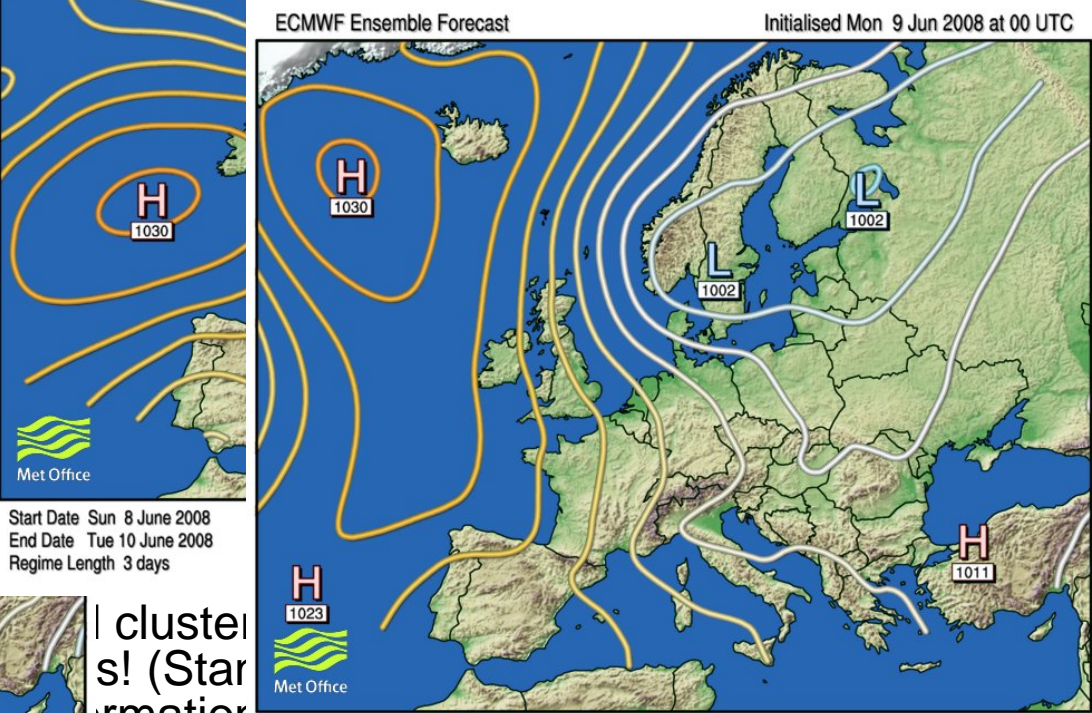 ECMWF Ensemble Forecast
Initialised Mon 9 Jun 2008 at 00 UTC
H
1030
H
1030
L
1002
L
1002
H
1011
H
1023
Met Office
Met Office
Start Date Sun 8 June 2008
End Date Tue 10 June 2008
Regime Length 3 days
s!